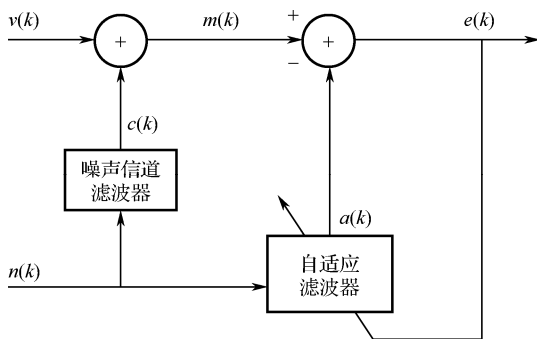 v(k)
+
m(k)
+
−
+
e(k)
c(k)
噪声信道
滤波器
a(k)
n(k)
自适应
滤波器